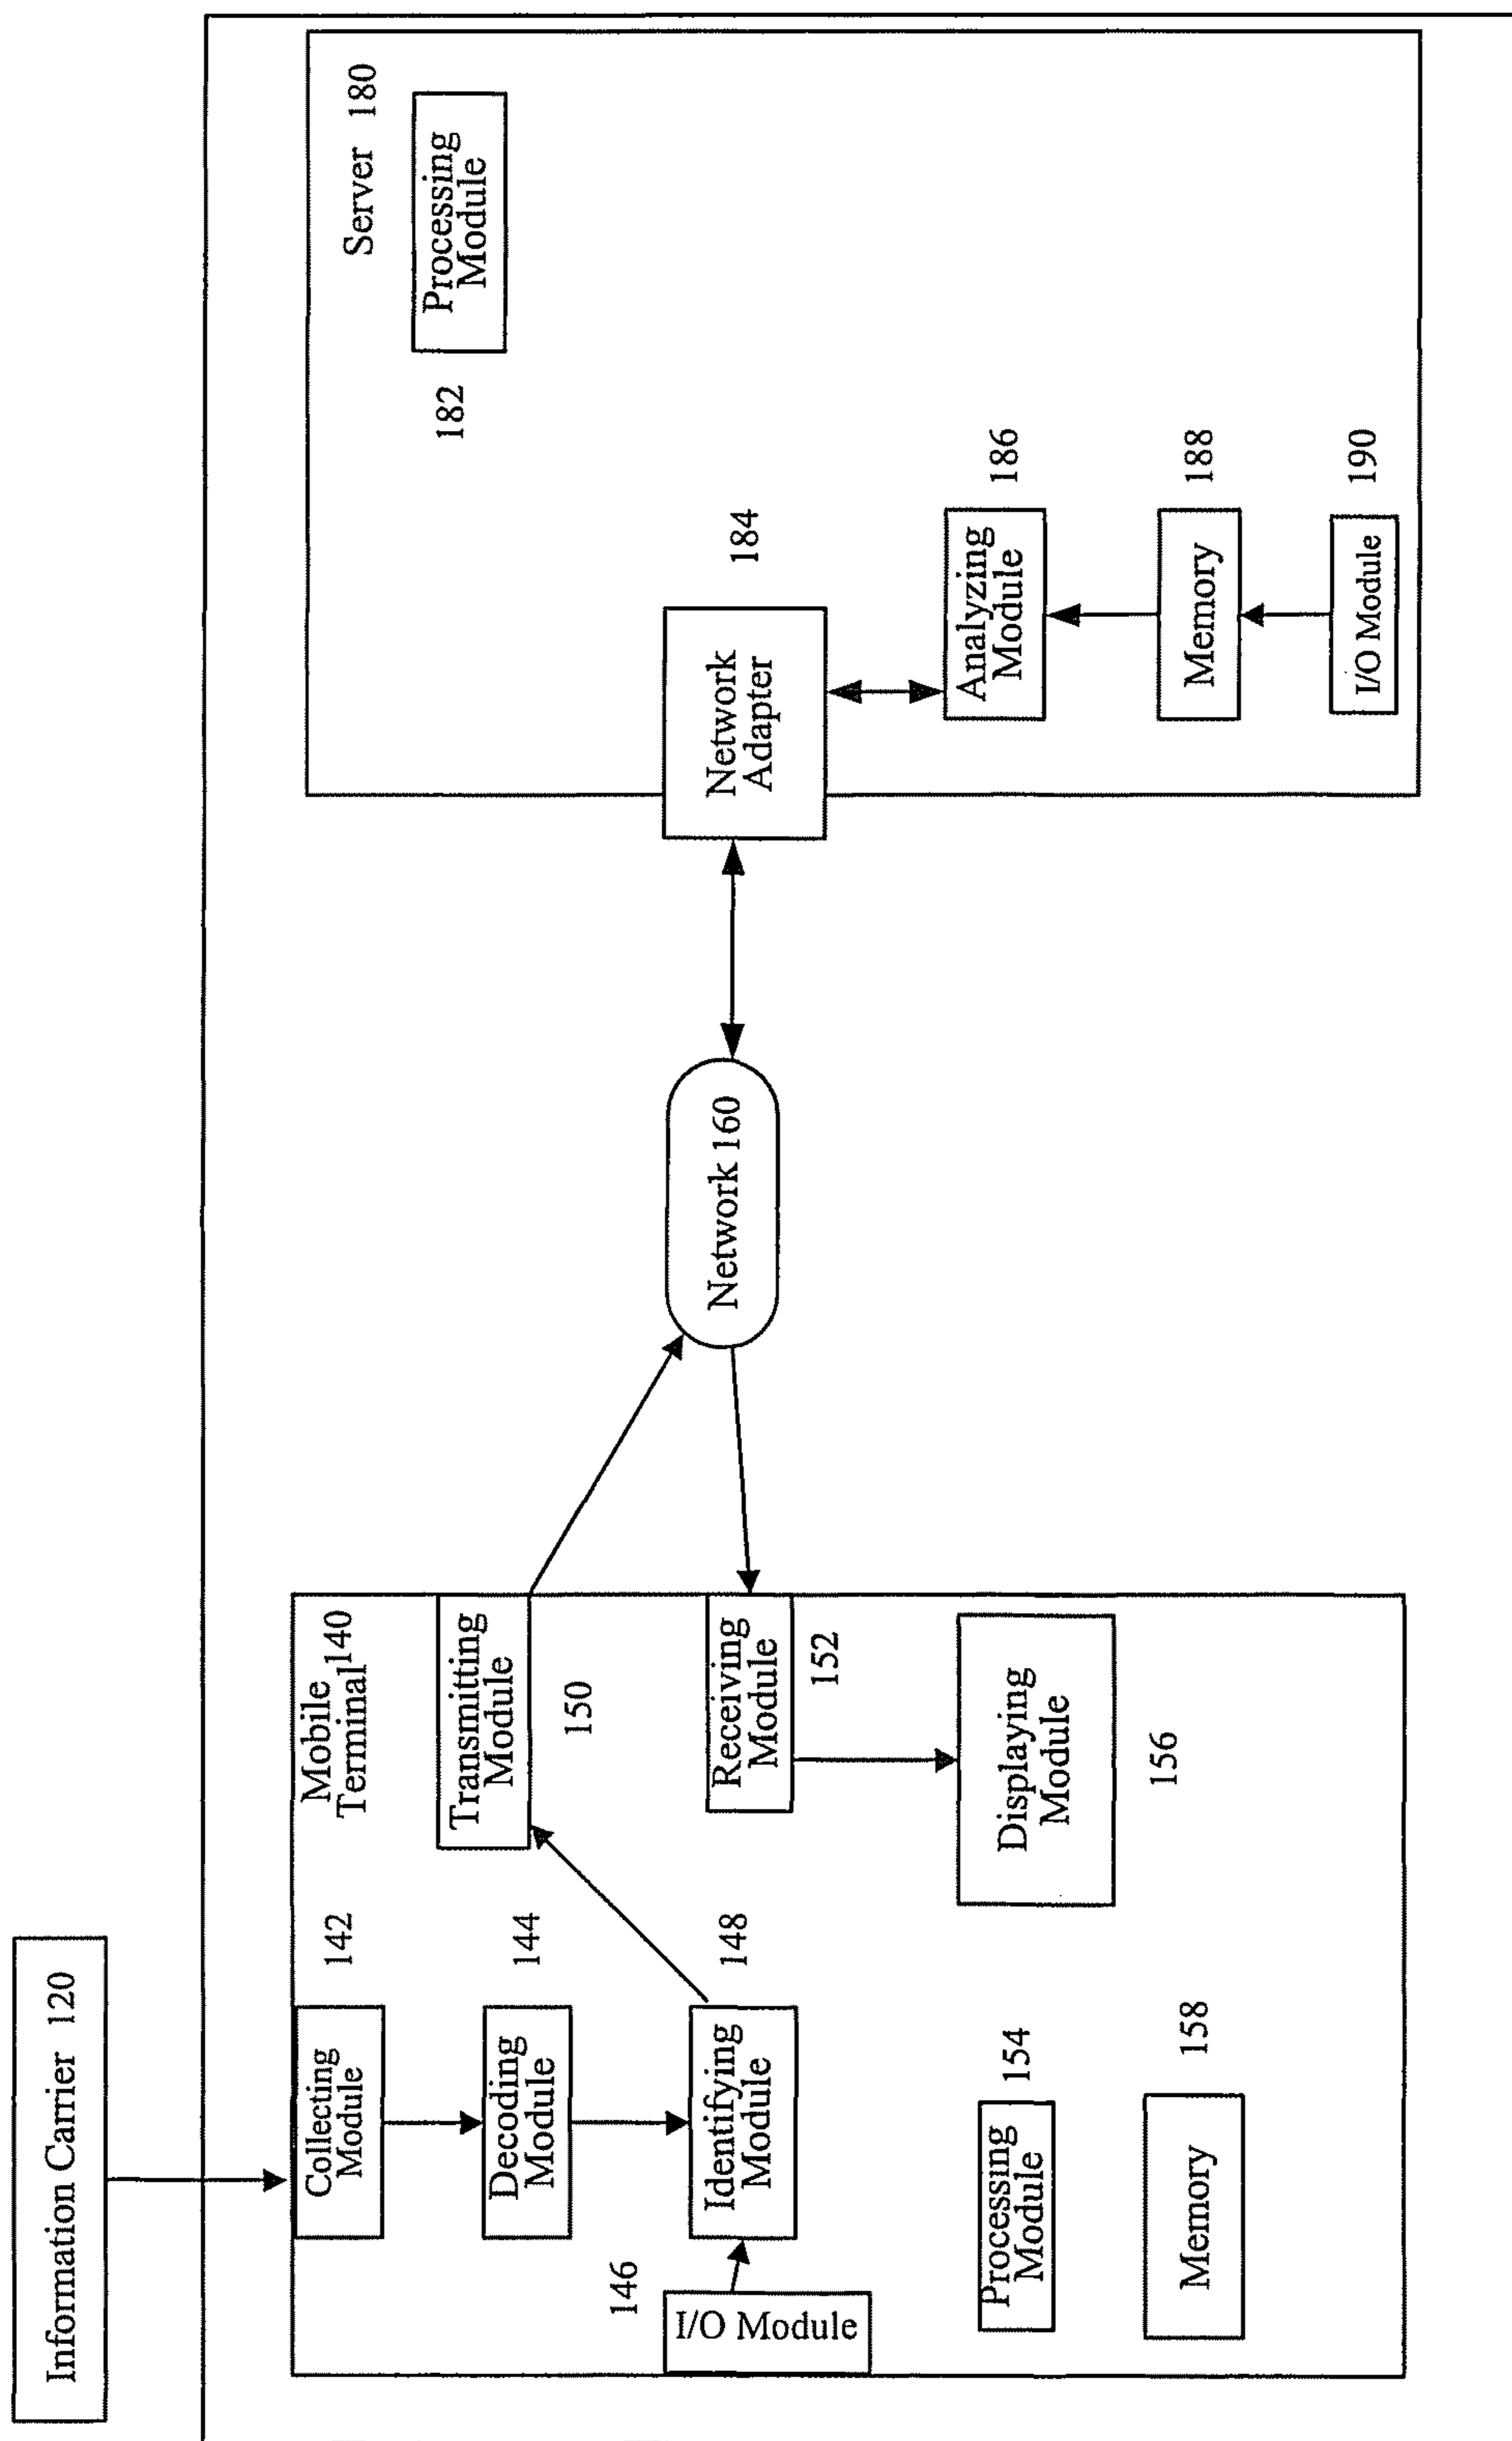 Information Carrier 120
Mobile
Terminal
140
Collecting
Module
142
Decoding
Module
144
146
I/O Module
Identifying
Module
148
Transmitting
Module
150
Receiving
Module
152
Processing
Module
154
Displaying
Module
156
Memory
158
Network 160
Server 180
Processing
Module
182
Network
Adapter
184
Analyzing
Module
186
Memory
188
I/O Module
190